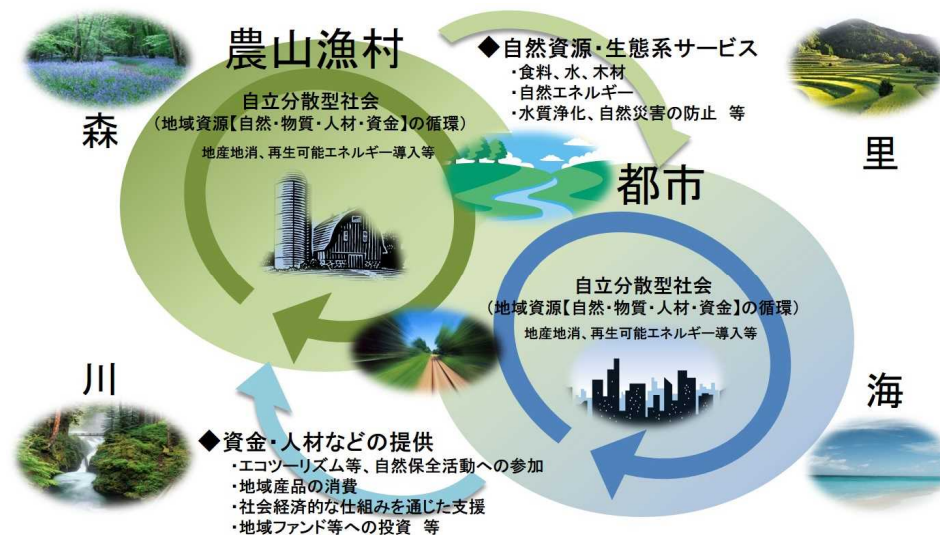 農山漁村
◆自然資源・生態系サービス
・食料、水、木材
・自然エネルギー
・水質浄化、自然災害の防止 等
森
里
自立分散型社会
(地域資源【自然・物質・人材・資金】の循環)
地産地消、再生可能エネルギー導入等
都市
自立分散型社会
(地域資源【自然・物質・人材・資金】の循環)
地産地消、再生可能エネルギー導入等
川
海
◆資金・人材などの提供
・エコツーリズム等、自然保全活動への参加
・地域産品の消費
・社会経済的な仕組みを通じた支援
・地域ファンド等への投資 等